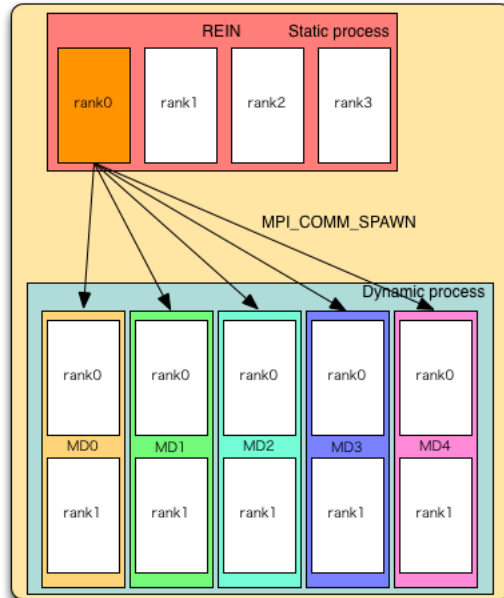 REIN Static process
rank0 rank1 rank2 rank3
MPI_COMM_SPAWN
Dynamic process
rank0 rank0 rank0 rank0 rank0
MD0 MD1 MD2 MD3 MD4
rank1 rank1 rank1 rank1 rank1